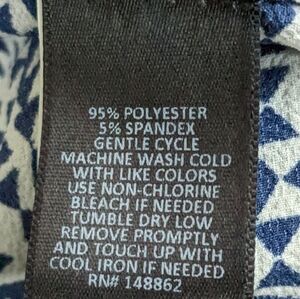 95% POLYESTER
5% SPANDEX
GENTLE CYCLE
MACHINE WASH COLD
WITH LIKE COLORS
USE NON-CHLORINE
BLEACH IF NEEDED
TUMBLE DRY LOW
REMOVE PROMPTLY
AND TOUCH UP WITH
COOL IRON IF NEEDED
RN# 148862